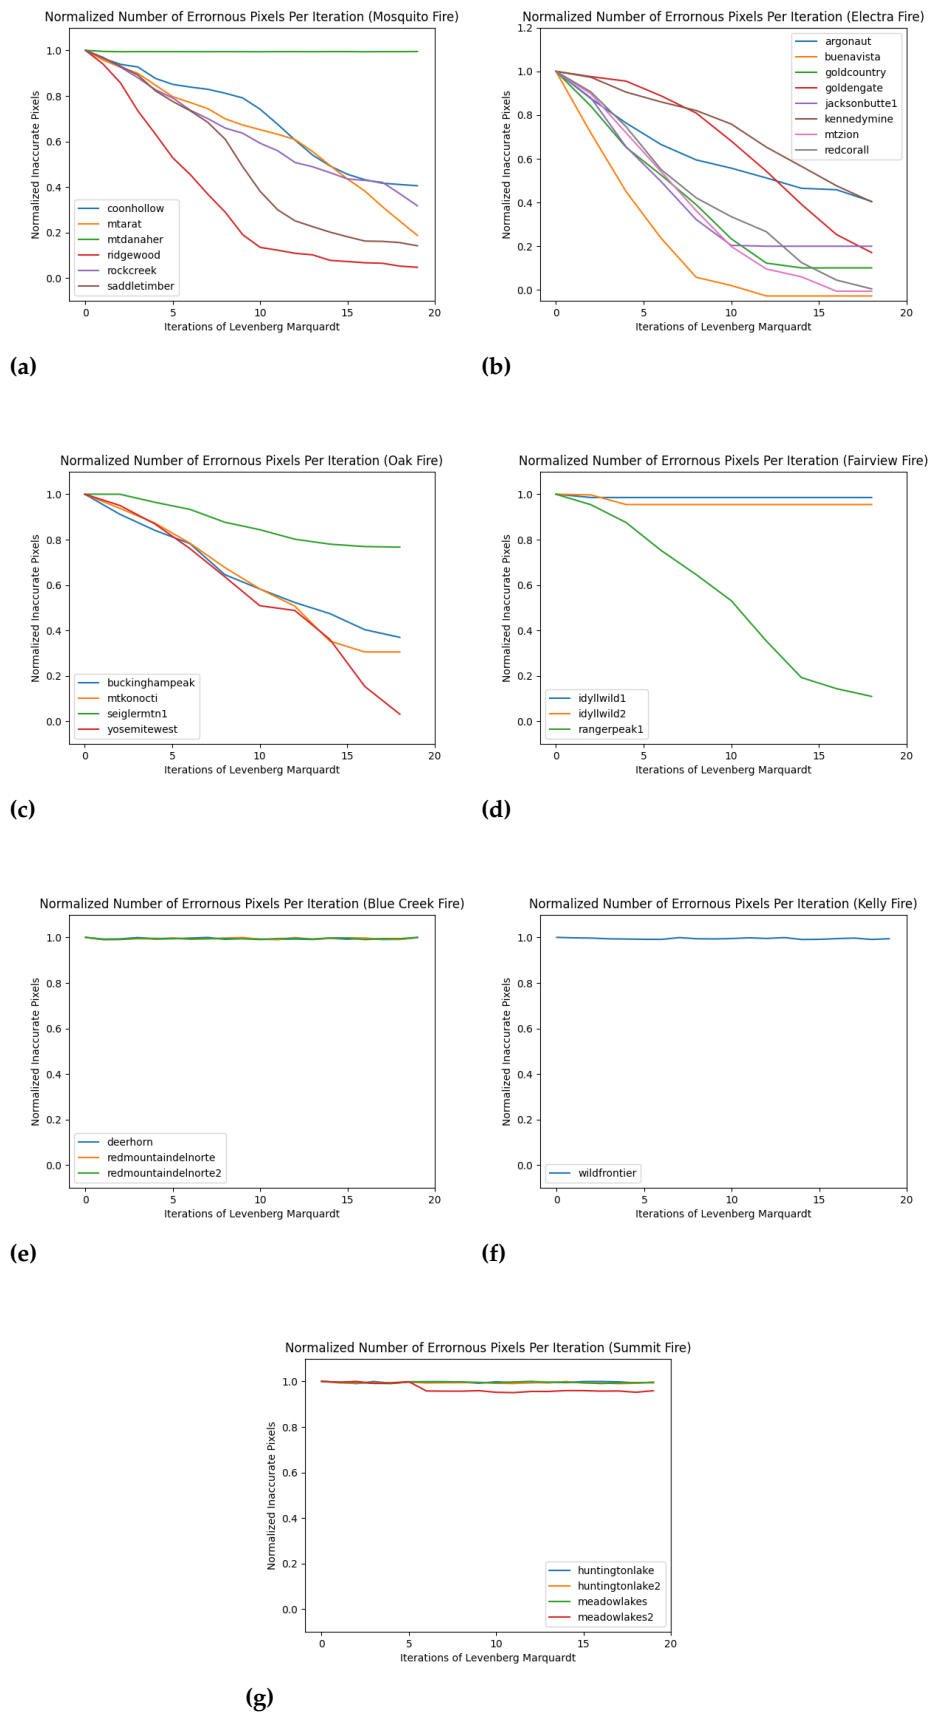 Normalized Number of Errornous Pixels Per Iteration (Mosquito Fire)
Normalized Inaccurate Pixels
1.0
0.8
0.6
0.4
0.2
0.0
coonhollow
mtarat
mtdanaher
ridgewood
rockcreek
saddletimber
0 5 10 15 20
Iterations of Levenberg Marquardt
(a)
Normalized Number of Errornous Pixels Per Iteration (Electra Fire)
Normalized Inaccurate Pixels
1.2
1.0
0.8
0.6
0.4
0.2
0.0
argonaut
buenavista
goldcountry
goldengate
jacksonbutte1
kennedymine
mtzion
redcorall
0 5 10 15 20
Iterations of Levenberg Marquardt
(b)
Normalized Number of Errornous Pixels Per Iteration (Oak Fire)
Normalized Inaccurate Pixels
1.0
0.8
0.6
0.4
0.2
0.0
buckinghampeak
mtkonocti
seiglermtn1
yosemitewest
0 5 10 15 20
Iterations of Levenberg Marquardt
(c)
Normalized Number of Errornous Pixels Per Iteration (Fairview Fire)
Normalized Inaccurate Pixels
1.0
0.8
0.6
0.4
0.2
0.0
idyllwild1
idyllwild2
rangerpeak1
0 5 10 15 20
Iterations of Levenberg Marquardt
(d)
Normalized Number of Errornous Pixels Per Iteration (Blue Creek Fire)
Normalized Inaccurate Pixels
1.0
0.8
0.6
0.4
0.2
0.0
deerhorn
redmountaindelnorte
redmountaindelnorte2
0 5 10 15 20
Iterations of Levenberg Marquardt
(e)
Normalized Number of Errornous Pixels Per Iteration (Kelly Fire)
Normalized Inaccurate Pixels
1.0
0.8
0.6
0.4
0.2
0.0
wildfrontier
0 5 10 15 20
Iterations of Levenberg Marquardt
(f)
Normalized Number of Errornous Pixels Per Iteration (Summit Fire)
Normalized Inaccurate Pixels
1.0
0.8
0.6
0.4
0.2
0.0
huntingtonlake
huntingtonlake2
meadowlakes
meadowlakes2
0 5 10 15 20
Iterations of Levenberg Marquardt
(g)